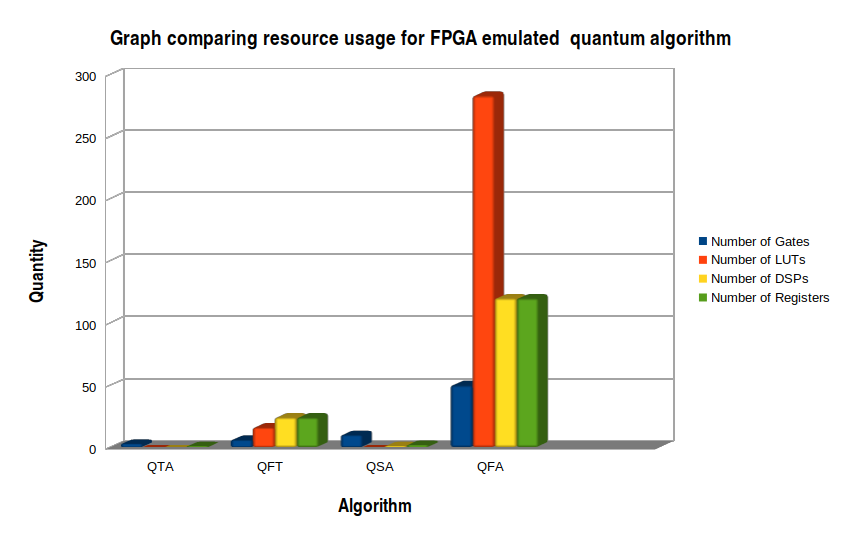 Graph comparing resource usage for FPGA emulated  quantum algorithm
300
250
200
150
100
50
0
Quantity
QTA
QFT
QSA
QFA
Algorithm
Number of Gates
Number of LUTs
Number of DSPs
Number of Registers